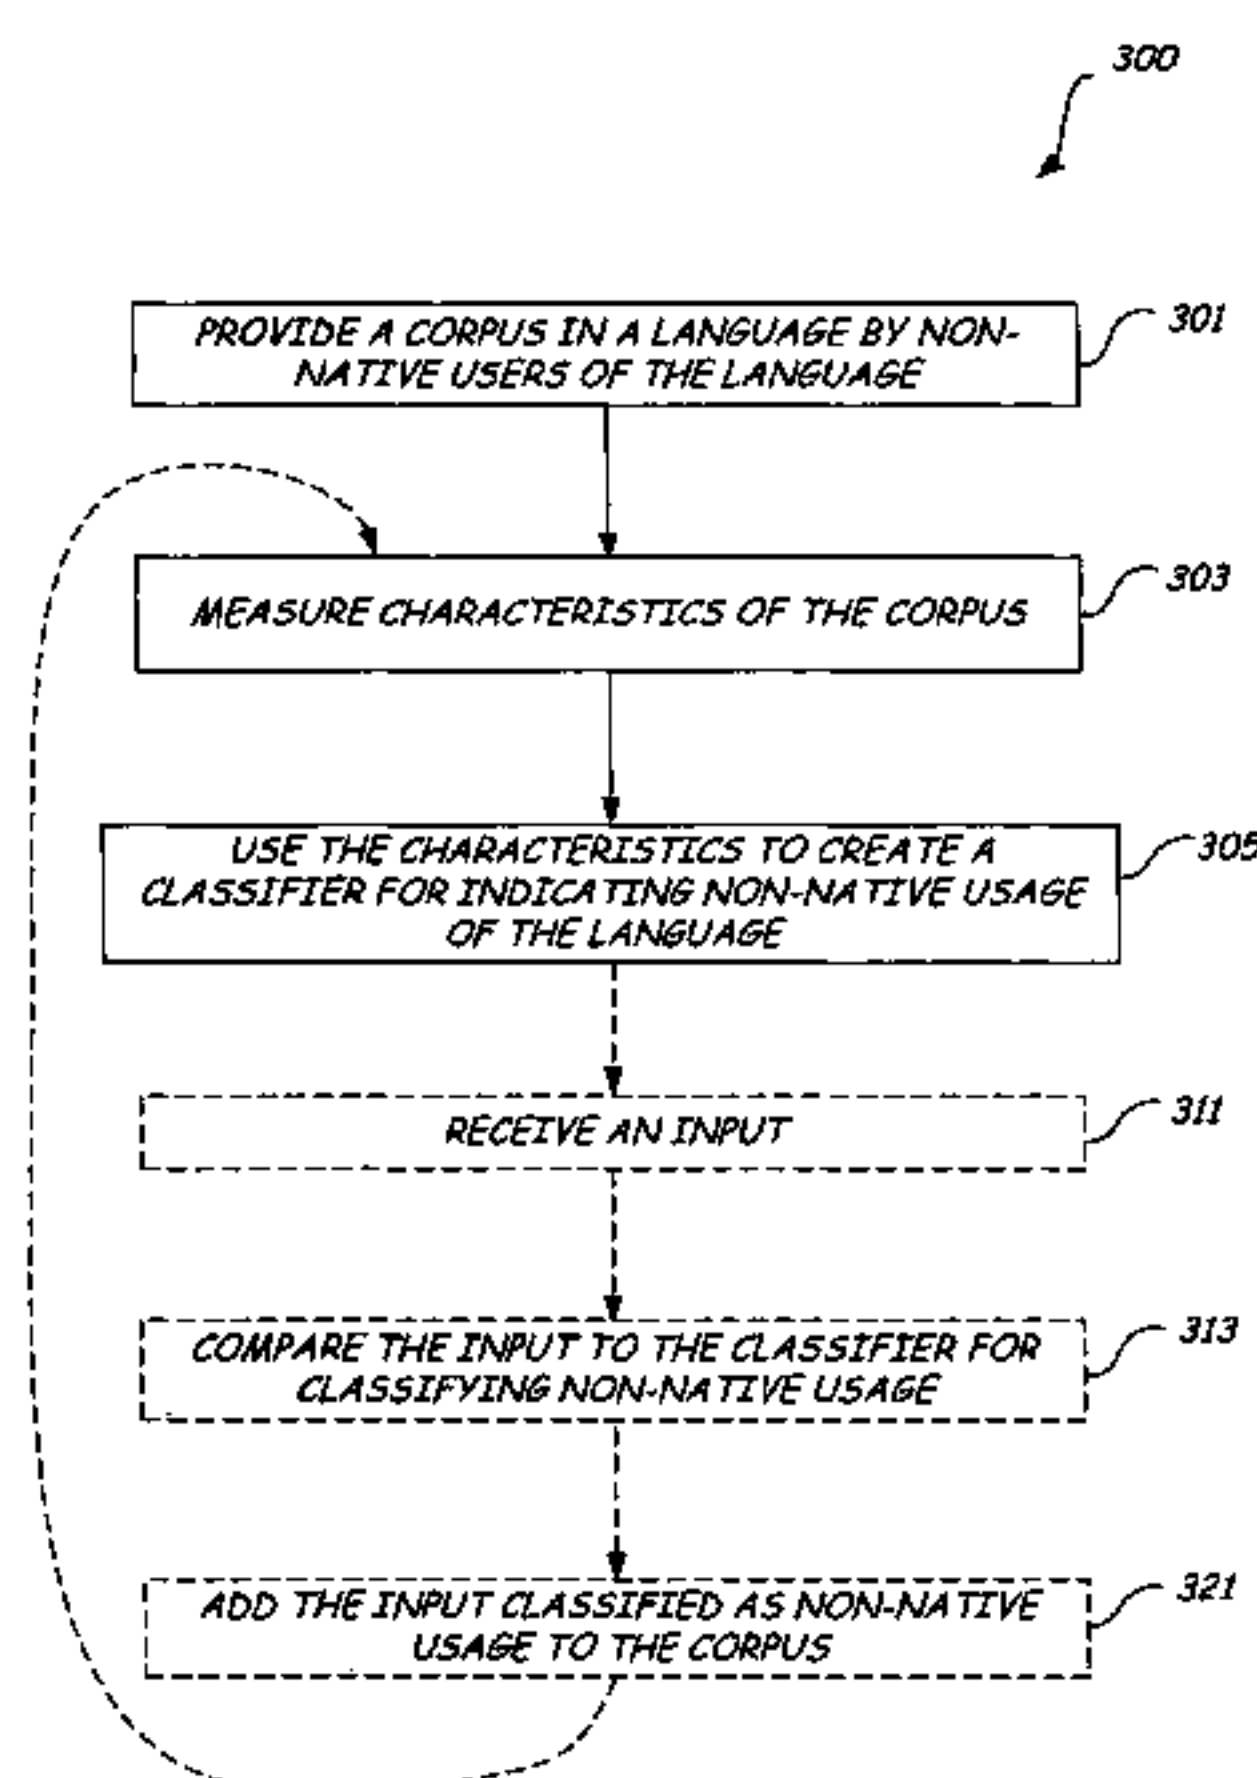 300
PROVIDE A CORPUS IN A LANGUAGE BY NON-
NATIVE USERS OF THE LANGUAGE
301
MEASURE CHARACTERISTICS OF THE CORPUS
303
USE THE CHARACTERISTICS TO CREATE A
CLASSIFIER FOR INDICATING NON-NATIVE USAGE
OF THE LANGUAGE
305
RECEIVE AN INPUT
311
COMPARE THE INPUT TO THE CLASSIFIER FOR
CLASSIFYING NON-NATIVE USAGE
313
ADD THE INPUT CLASSIFIED AS NON-NATIVE
USAGE TO THE CORPUS
321